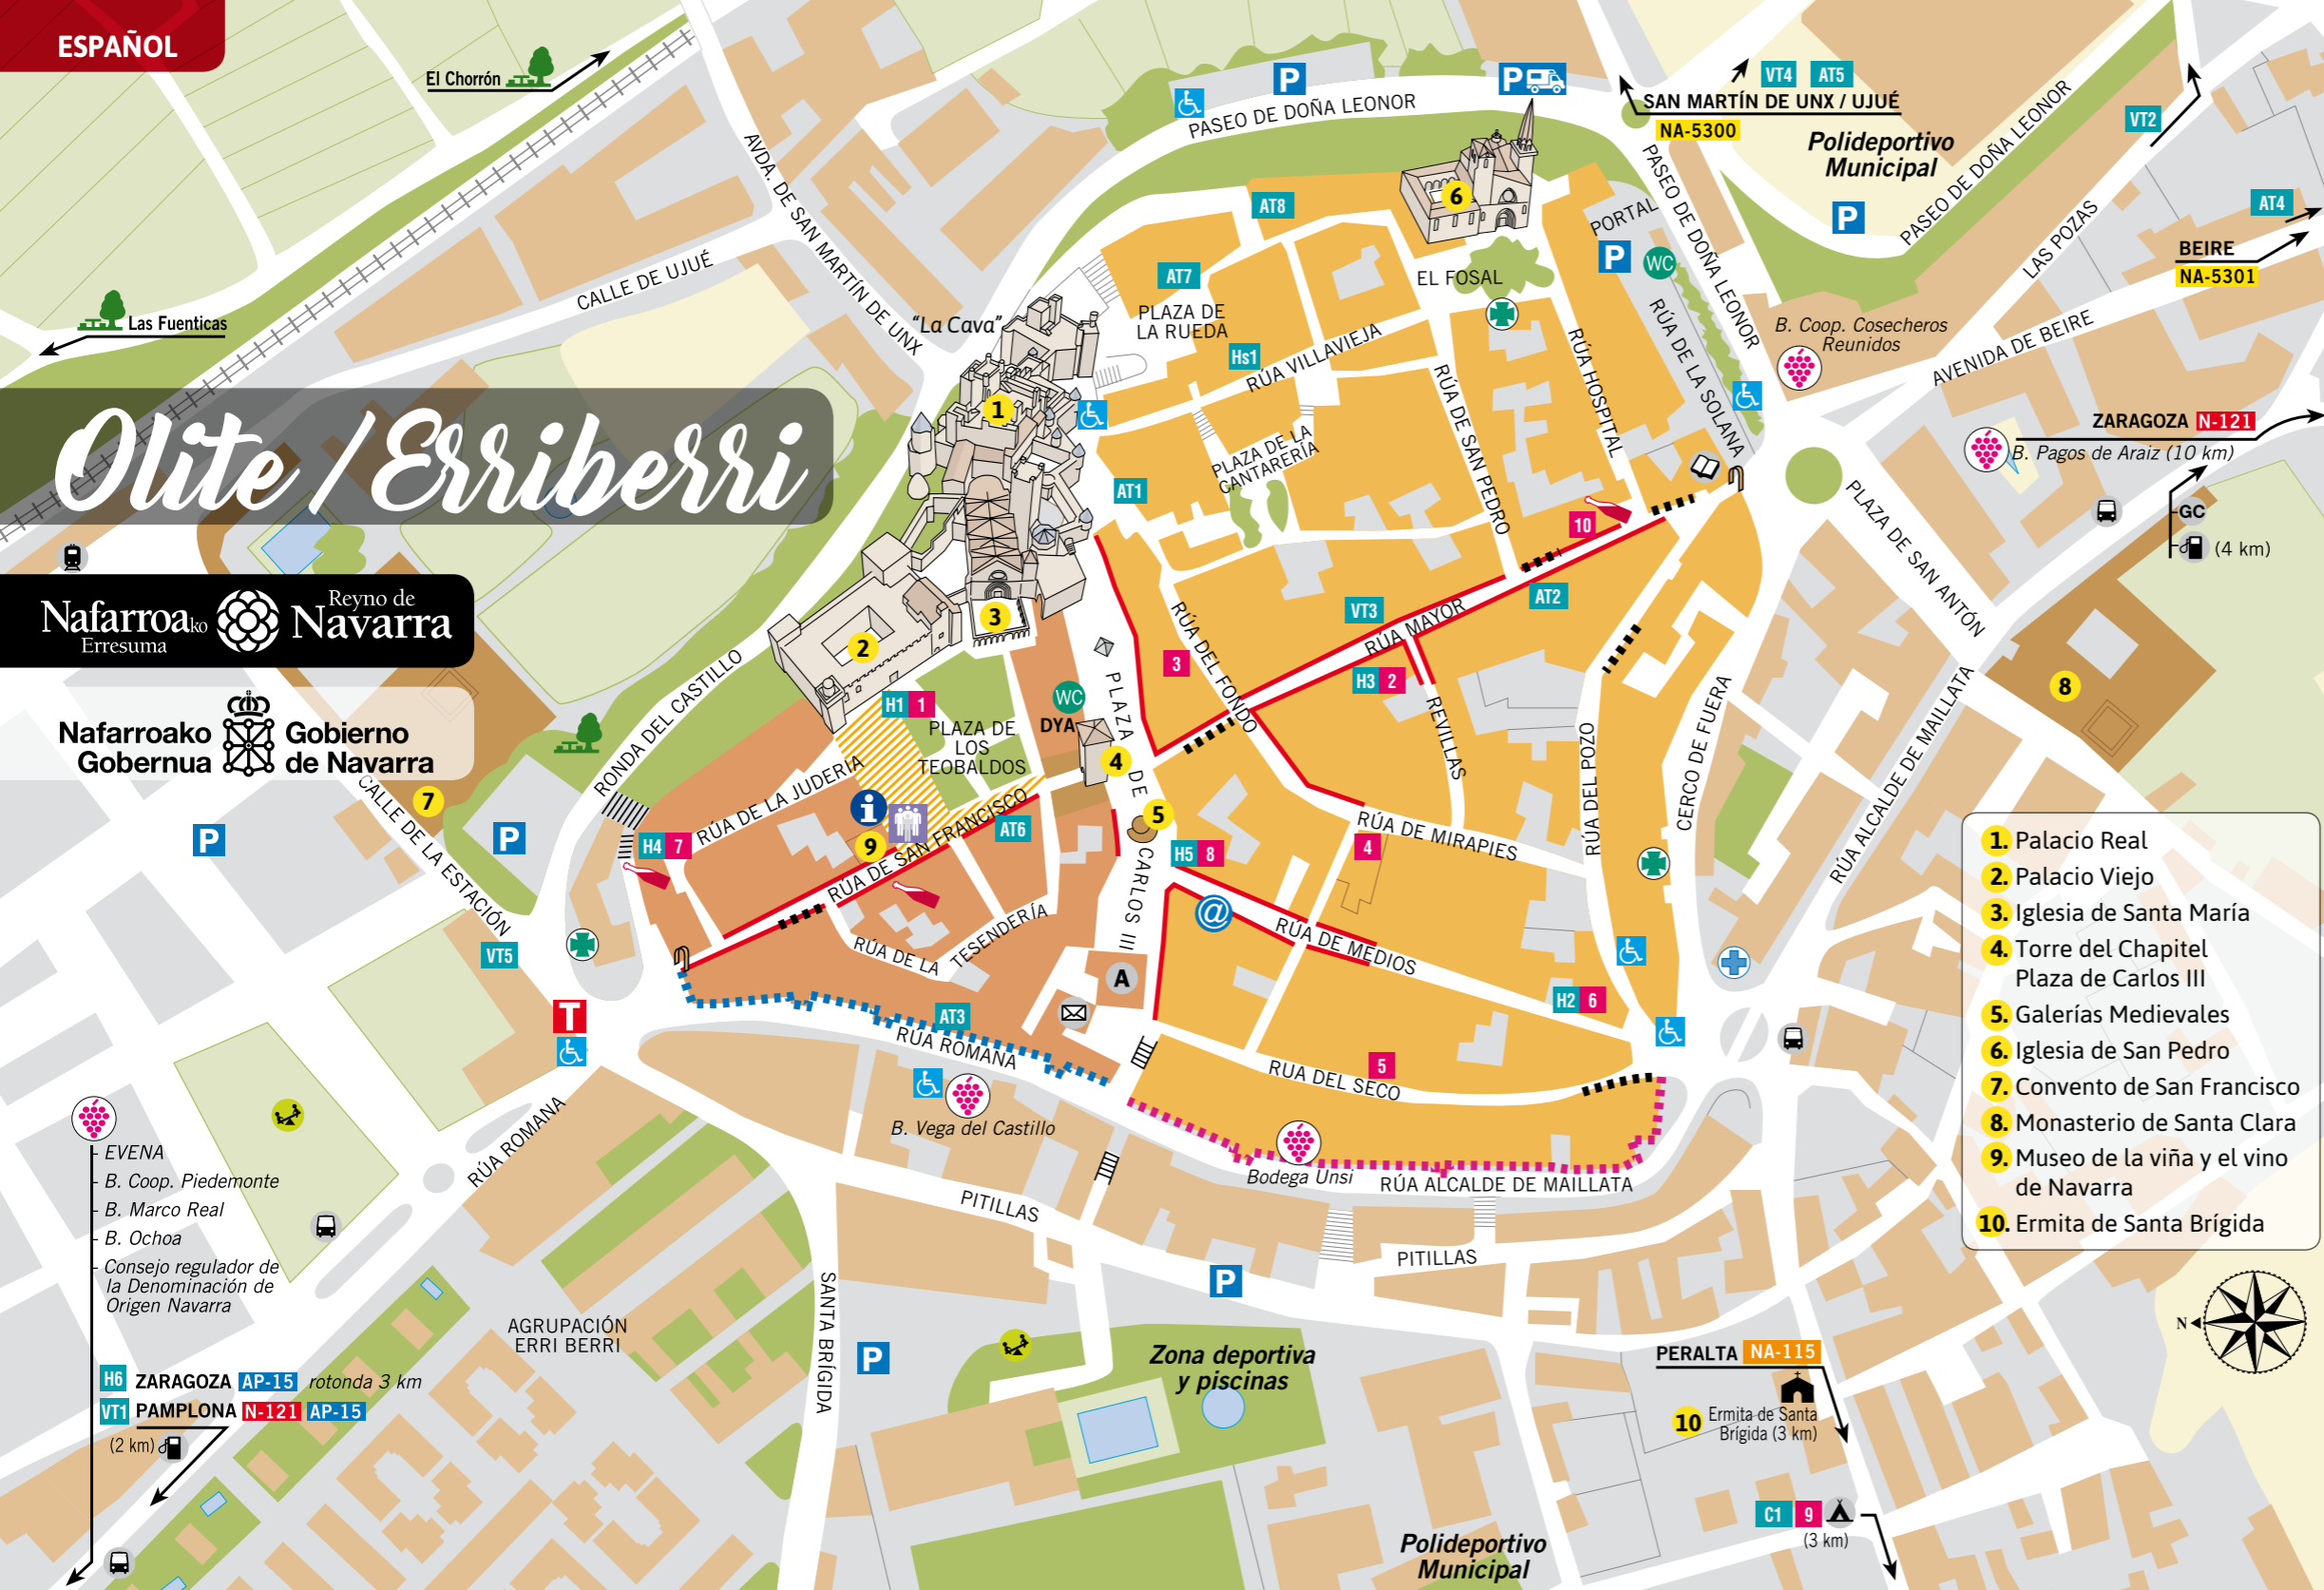 ESPAÑOL
El Chorrón
Las Fuenticas
Olite / Erriberri
Nafarroako
Erresuma
Reyno de
Navarra
Nafarroako
Gobernua
Gobierno
de Navarra
AVDA. DE SAN MARTÍN DE UNX
CALLE DE UJUÉ
P
P
PASEO DE DOÑA LEONOR
VT4
AT5
SAN MARTÍN DE UNX / UJUÉ
NA-5300
Polideportivo
Municipal
P
PASEO DE DOÑA LEONOR
PASEO DE DOÑA LEONOR
VT2
AT4
BEIRE
NA-5301
LAS POZAS
AVENIDA DE BEIRE
B. Coop. Cosecheros
Reunidos
ZARAGOZA N-121
B. Pagos de Araiz (10 km)
GC
(4 km)
PLAZA DE SAN ANTÓN
8
AT8
6
PORTAL
P
WC
AT7
EL FOSAL
PLAZA DE
LA RUEDA
"La Cava"
Hs1
RÚA VILLAVIEJA
RÚA DE SAN PEDRO
RÚA HOSPITAL
RÚA DE LA SOLANA
1
PLAZA DE LA
CANTARERÍA
AT1
10
AT2
VT3
RÚA MAYOR
3
2
3
RÚA DEL FONDO
H3 2
REVILLAS
RÚA DEL POZO
CERCO DE FUERA
RÚA ALCALDE DE MAILLATA
RONDA DEL CASTILLO
H1 1
PLAZA DE
LOS
TEOBALDOS
WC
DYA
PLAZA DE CARLOS III
4
5
7
P
P
CALLE DE LA ESTACIÓN
RÚA DE LA JUDERÍA
i
9
RÚA DE SAN FRANCISCO
AT6
H4 7
H5 8
4
RÚA DE MIRAPIES
@
RÚA DE MEDIOS
RÚA DE LA
TESENDERÍA
VT5
A
H2 6
T
AT3
RÚA ROMANA
5
RUA DEL SECO
B. Vega del Castillo
Bodega Unsi
RÚA ALCALDE DE MAILLATA
RÚA ROMANA
PITILLAS
PITILLAS
P
P
SANTA BRÍGIDA
AGRUPACIÓN
ERRI BERRI
EVENA
B. Coop. Piedemonte
B. Marco Real
B. Ochoa
Consejo regulador de
la Denominación de
Origen Navarra
H6 ZARAGOZA AP-15 rotonda 3 km
VT1 PAMPLONA N-121 AP-15
(2 km)
Zona deportiva
y piscinas
Polideportivo
Municipal
PERALTA NA-115
10 Ermita de Santa
Brígida (3 km)
C1 9
(3 km)
1. Palacio Real
2. Palacio Viejo
3. Iglesia de Santa María
4. Torre del Chapitel
Plaza de Carlos III
5. Galerías Medievales
6. Iglesia de San Pedro
7. Convento de San Francisco
8. Monasterio de Santa Clara
9. Museo de la viña y el vino
de Navarra
10. Ermita de Santa Brígida
N